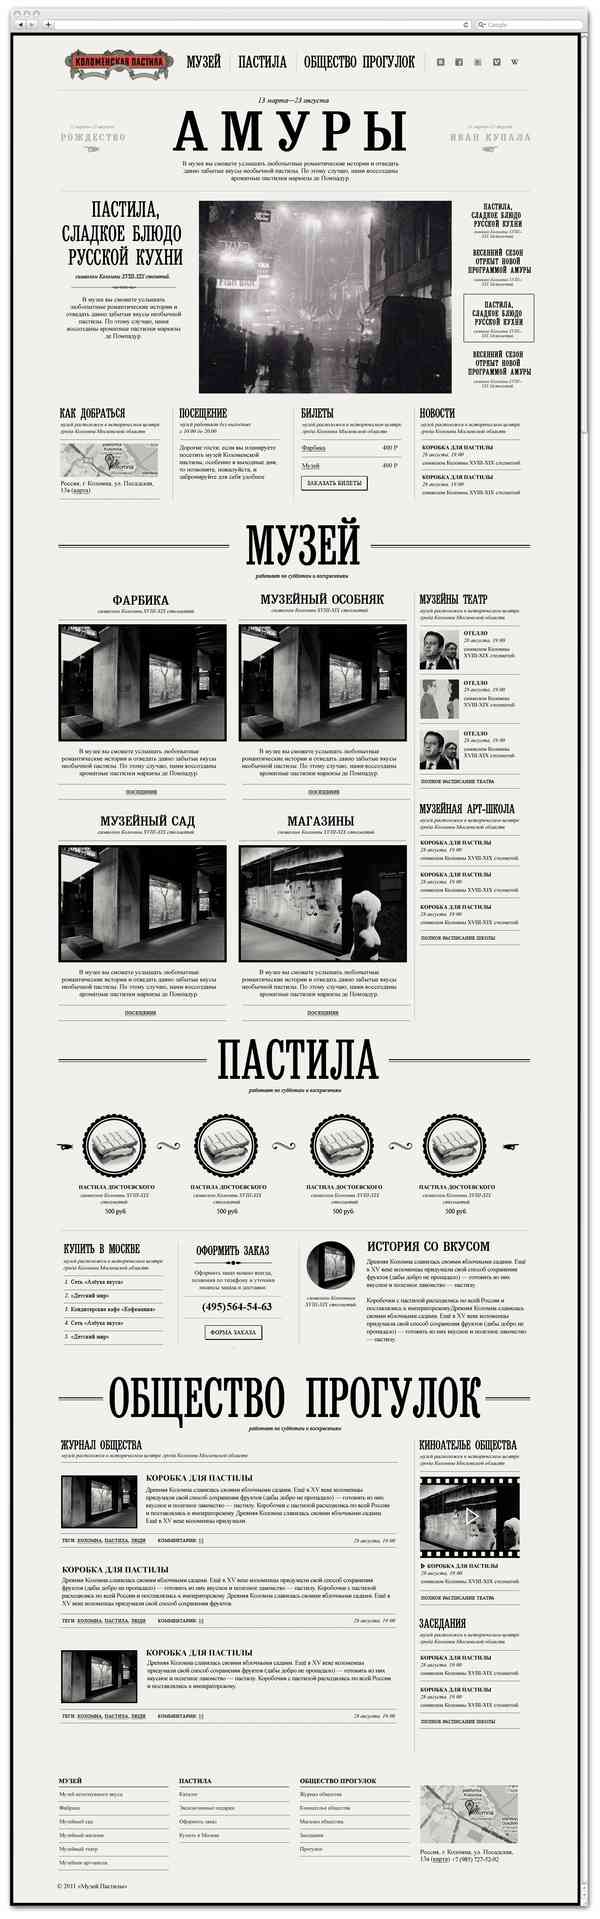 Google
КОЛОМЕНСКАЯ ПАСТИЛА
МУЗЕЙ ПАСТИЛА ОБЩЕСТВО ПРОГУЛОК
13 марта—23 августа
АМУРЫ
РОЖДЕСТВО
ИВАН КУПАЛА
В музее вы сможете услышать любопытные романтические истории и отведать
давно забытые вкусы необычной пастилы. По этому случаю, нами воссозданы
ароматные пастилки маркизы де Помпадур.
ПАСТИЛА,
СЛАДКОЕ БЛЮДО
РУССКОЙ КУХНИ
символом Коломны XVIII-XIX столетий.
В музее вы сможете услышать
любопытные романтические истории и
отведать давно забытые вкусы необычной
пастилы. По этому случаю, нами
воссозданы ароматные пастилки маркизы
де Помпадур
ПАСТИЛА,
СЛАДКОЕ БЛЮДО
РУССКОЙ КУХНИ
ВЕСЕННИЙ СЕЗОН
ОТКРЫТ НОВОЙ
ПРОГРАММОЙ АМУРЫ
ПАСТИЛА,
СЛАДКОЕ БЛЮДО
РУССКОЙ КУХНИ
ВЕСЕННИЙ СЕЗОН
ОТКРЫТ НОВОЙ
ПРОГРАММОЙ АМУРЫ
КАК ДОБРАТЬСЯ
музей расположен в историческом центре
города Коломны Московской области
Kolomna
Россия, г. Коломна, ул. Посадская,
13а (карта)
ПОСЕЩЕНИЕ
музей работает без выходных
с 10:00 до 20:00
Дорогие гости, если вы планируете
посетить музей Коломенской
пастилы, особенно в выходные дни,
то позвоните, пожалуйста, и
забронируйте для себя удобное
БИЛЕТЫ
музей расположен в историческом центре
города Коломны Московской области
Фабрика 400 Р
Музей 400 Р
ЗАКАЗАТЬ БИЛЕТЫ
НОВОСТИ
музей расположен в историческом центре
города Коломны Московской области
КОРОБКА ДЛЯ ПАСТИЛЫ
28 августа, 19:00
символом Коломны XVIII-XIX столетий.
КОРОБКА ДЛЯ ПАСТИЛЫ
28 августа, 19:00
символом Коломны XVIII-XIX столетий.
МУЗЕЙ
работает по субботам и воскресеньям
ФАБРИКА
символом Коломны XVIII-XIX столетий
В музее вы сможете услышать любопытные
романтические истории и отведать давно забытые вкусы
необычной пастилы. По этому случаю, нами воссозданы
ароматные пастилки маркизы де Помпадур
ПОСЕЩЕНИЯ
МУЗЕЙНЫЙ ОСОБНЯК
символом Коломны XVIII-XIX столетий
В музее вы сможете услышать любопытные
романтические истории и отведать давно забытые вкусы
необычной пастилы. По этому случаю, нами воссозданы
ароматные пастилки маркизы де Помпадур
ПОСЕЩЕНИЯ
МУЗЕЙНЫЙ САД
символом Коломны XVIII-XIX столетий
В музее вы сможете услышать любопытные
романтические истории и отведать давно забытые вкусы
необычной пастилы. По этому случаю, нами воссозданы
ароматные пастилки маркизы де Помпадур
ПОСЕЩЕНИЯ
МАГАЗИНЫ
символом Коломны XVIII-XIX столетий
В музее вы сможете услышать любопытные
романтические истории и отведать давно забытые вкусы
необычной пастилы. По этому случаю, нами воссозданы
ароматные пастилки маркизы де Помпадур
ПОСЕЩЕНИЯ
МУЗЕЙНЫ ТЕАТР
музей расположен в историческом центре
города Коломны Московской области
ОТЕЛЛО
28 августа, 19:00
символом Коломны
XVIII-XIX столетий.
ОТЕЛЛО
28 августа, 19:00
символом Коломны
XVIII-XIX столетий.
ОТЕЛЛО
28 августа, 19:00
символом Коломны
XVIII-XIX столетий.
ПОЛНОЕ РАСПИСАНИЕ ТЕАТРА
МУЗЕЙНАЯ АРТ-ШКОЛА
музей расположен в историческом центре
города Коломны Московской области
КОРОБКА ДЛЯ ПАСТИЛЫ
28 августа, 19:00
символом Коломны XVIII-XIX столетий.
КОРОБКА ДЛЯ ПАСТИЛЫ
28 августа, 19:00
символом Коломны XVIII-XIX столетий.
КОРОБКА ДЛЯ ПАСТИЛЫ
28 августа, 19:00
символом Коломны XVIII-XIX столетий.
ПОЛНОЕ РАСПИСАНИЕ ШКОЛЫ
ПАСТИЛА
работает по субботам и воскресеньям
ПАСТИЛА ДОСТОЕВСКОГО
символом Коломны XVIII-XIX
столетий
500 руб.
ПАСТИЛА ДОСТОЕВСКОГО
символом Коломны XVIII-XIX
столетий
500 руб.
ПАСТИЛА ДОСТОЕВСКОГО
символом Коломны XVIII-XIX
столетий
500 руб.
ПАСТИЛА ДОСТОЕВСКОГО
символом Коломны XVIII-XIX
столетий
500 руб.
КУПИТЬ В МОСКВЕ
музей расположен в историческом центре
города Коломны Московской области
1. Сеть «Азбука вкуса»
2. «Детский мир»
3. Кондитерские кафе «Кофемания»
4. Сеть «Азбука вкуса»
5. «Детский мир»
ОФОРМИТЬ ЗАКАЗ
Оформить заказ можно всегда,
позвонив по телефону и уточнив
нюансы заказа и доставки:
(495)564-54-63
ФОРМА ЗАКАЗА
символом Коломны
XVIII-XIX столетий
ИСТОРИЯ СО ВКУСОМ
Древняя Коломна славилась своими яблочными садами. Ещё
в XV веке коломенцы придумали свой способ сохранения
фруктов (дабы добро не пропадало) — готовить из них
вкусное и полезное лакомство — пастилу.
Коробочки с пастилой расходились по всей России и
поставлялись к императорскому.Древняя Коломна славилась
своими яблочными садами. Ещё в XV веке коломенцы
придумали свой способ сохранения фруктов (дабы добро не
пропадало) — готовить из них вкусное и полезное лакомство
— пастилу.
ОБЩЕСТВО ПРОГУЛОК
работает по субботам и воскресеньям
ЖУРНАЛ ОБЩЕСТВА
музей расположен в историческом центре города Коломны Московской области
КОРОБКА ДЛЯ ПАСТИЛЫ
Древняя Коломна славилась своими яблочными садами. Ещё в XV веке коломенцы
придумали свой способ сохранения фруктов (дабы добро не пропадало) — готовить из них
вкусное и полезное лакомство — пастилу. Коробочки с пастилой расходились по всей России
и поставлялись к императорскому. Древняя Коломна славилась своими яблочными садами.
Ещё в XV веке коломенцы придумали
ТЕГИ: КОЛОМНА, ПАСТИЛА, ЛЮДИ КОММЕНТАРИИ: 12 28 августа, 19:00
КОРОБКА ДЛЯ ПАСТИЛЫ
Древняя Коломна славилась своими яблочными садами. Ещё в XV веке коломенцы придумали свой способ сохранения
фруктов (дабы добро не пропадало) — готовить из них вкусное и полезное лакомство — пастилу. Коробочки с пастилой
расходились по всей России и поставлялись к императорскому. Древняя Коломна славилась своими яблочными садами. Ещё в
XV веке коломенцы придумали свой способ сохранения фруктов.
ТЕГИ: КОЛОМНА, ПАСТИЛА, ЛЮДИ КОММЕНТАРИИ: 12 28 августа, 19:00
КОРОБКА ДЛЯ ПАСТИЛЫ
Древняя Коломна славилась своими яблочными садами. Ещё в XV веке коломенцы
придумали свой способ сохранения фруктов (дабы добро не пропадало) — готовить из них
вкусное и полезное лакомство — пастилу. Коробочки с пастилой расходились по всей России
и поставлялись к императорскому.
ТЕГИ: КОЛОМНА, ПАСТИЛА, ЛЮДИ КОММЕНТАРИИ: 12 28 августа, 19:00
КИНОАТЕЛЬЕ ОБЩЕСТВА
музей расположен в историческом центре
города Коломны Московской области
КОРОБКА ДЛЯ ПАСТИЛЫ
28 августа, 19:00
символом Коломны XVIII-XIX столетий.
ПОЛНОЕ РАСПИСАНИЕ ТЕАТРА
ЗАСЕДАНИЯ
музей расположен в историческом центре
города Коломны Московской области
КОРОБКА ДЛЯ ПАСТИЛЫ
28 августа, 19:00
символом Коломны XVIII-XIX столетий.
КОРОБКА ДЛЯ ПАСТИЛЫ
28 августа, 19:00
символом Коломны XVIII-XIX столетий.
ПОЛНОЕ РАСПИСАНИЕ ШКОЛЫ
МУЗЕЙ
Музей исчезнувшего вкуса
Фабрика
Музейный сад
Музейный магазин
Музейный театр
Музейная арт-школа
ПАСТИЛА
Каталог
Эксклюзивные подарки
Оформить заказ
Купить в Москве
ОБЩЕСТВО ПРОГУЛОК
Журнал общества
Киноателье общества
Магазин общества
Заседания
Прогулки
Kolomna
Россия, г. Коломна, ул. Посадская,
13а (карта) +7 (985) 727-52-02
© 2011 «Музей Пастилы»